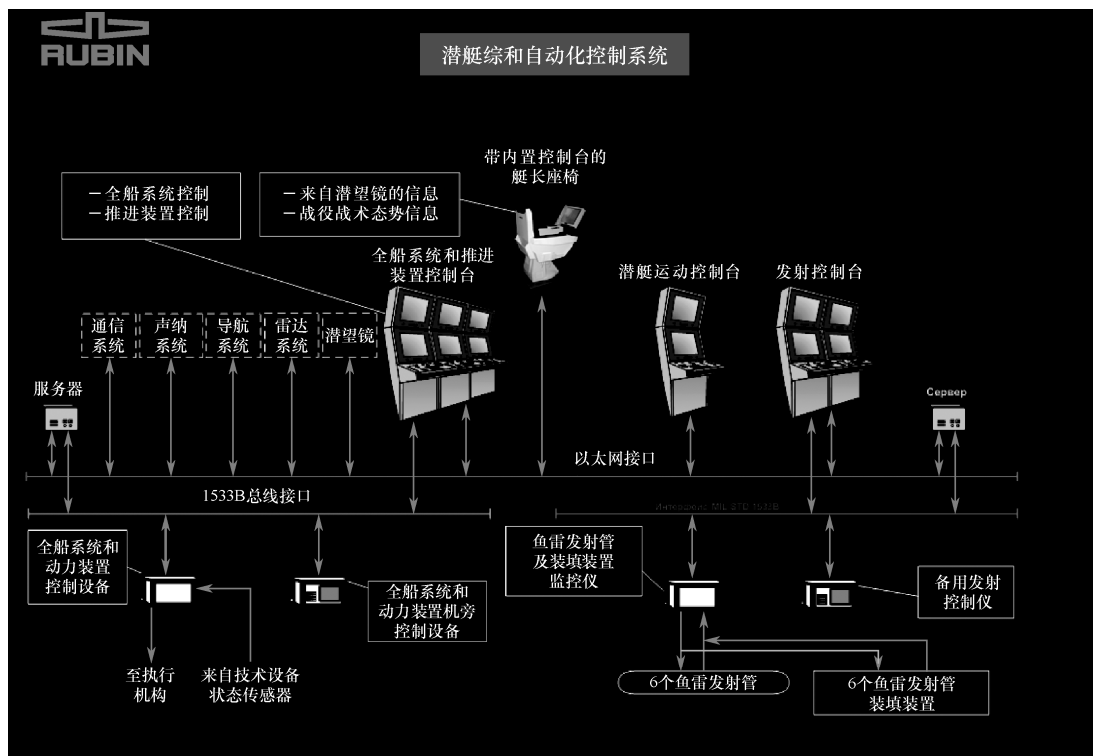 RUBIN
潜艇综和自动化控制系统
带内置控制台的
艇长座椅
－全船系统控制
－推进装置控制
－来自潜望镜的信息
－战役战术态势信息
全船系统和推进
装置控制台
潜艇运动控制台
发射控制台
通信
系统
声纳
系统
导航
系统
雷达
系统
潜望镜
服务器
Сервер
以太网接口
1533B总线接口
Интерфейс MIL STD 1533B
全船系统和
动力装置
控制设备
全船系统和
动力装置机旁
控制设备
鱼雷发射管
及装填装置
监控仪
备用发射
控制仪
至执行
机构
来自技术设备
状态传感器
6个鱼雷发射管
6个鱼雷发射管
装填装置